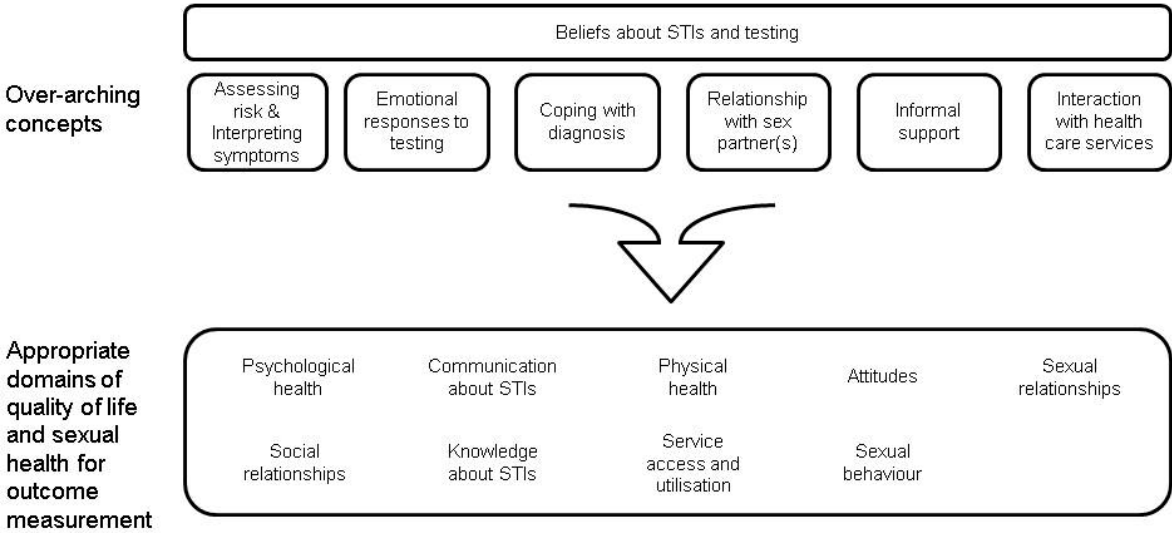 Beliefs about STIs and testing
Over-arching
concepts
Assessing
risk &
Interpreting
symptoms
Emotional
responses to
testing
Coping with
diagnosis
Relationship
with sex
partner(s)
Informal
support
Interaction
with health
care services
Appropriate
domains of
quality of life
and sexual
health for
outcome
measurement
Psychological
health
Communication
about STIs
Physical
health
Attitudes
Sexual
relationships
Social
relationships
Knowledge
about STIs
Service
access and
utilisation
Sexual
behaviour